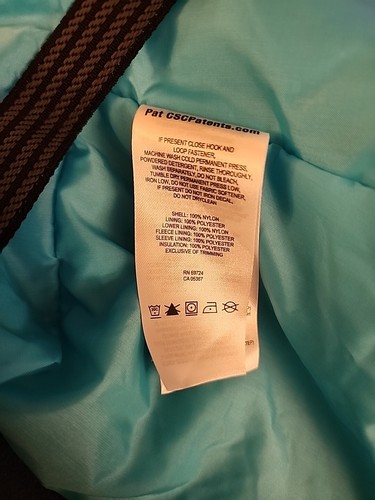 Pat CSCPatents.com
IF PRESENT CLOSE HOOK AND
LOOP FASTENER,
MACHINE WASH COLD PERMANENT PRESS,
POWDERED DETERGENT, RINSE THOROUGHLY,
WASH SEPARATELY, DO NOT BLEACH,
TUMBLE DRY PERMANENT PRESS LOW,
IRON LOW, DO NOT USE FABRIC SOFTENER,
IF PRESENT DO NOT IRON DECAL,
DO NOT DRYCLEAN
SHELL: 100% NYLON
LINING: 100% POLYESTER
LOWER LINING: 100% NYLON
FLEECE LINING: 100% POLYESTER
SLEEVE LINING: 100% POLYESTER
INSULATION: 100% POLYESTER
EXCLUSIVE OF TRIMMING
RN 69724
CA 05367